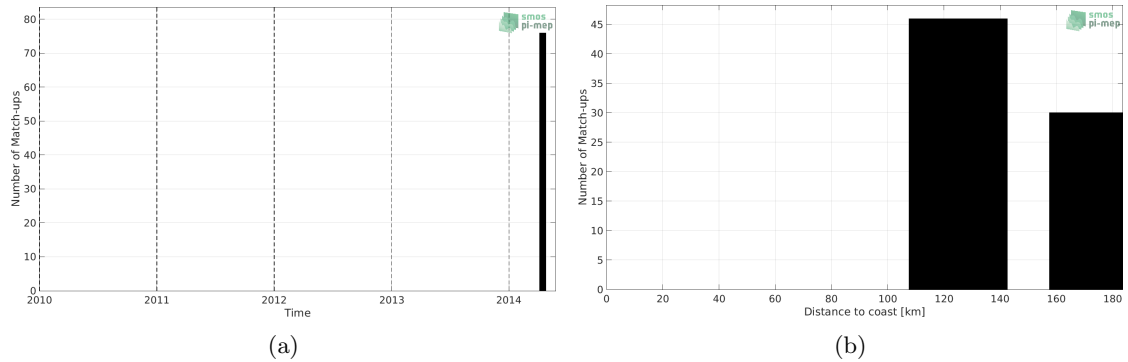 smos
pi-mep
80
70
60
50
40
30
20
10
0
Number of Match-ups
2010 2011 2012 2013 2014
Time
(a)
smos
pi-mep
45
40
35
30
25
20
15
10
5
0
Number of Match-ups
0 20 40 60 80 100 120 140 160 180
Distance to coast [km]
(b)